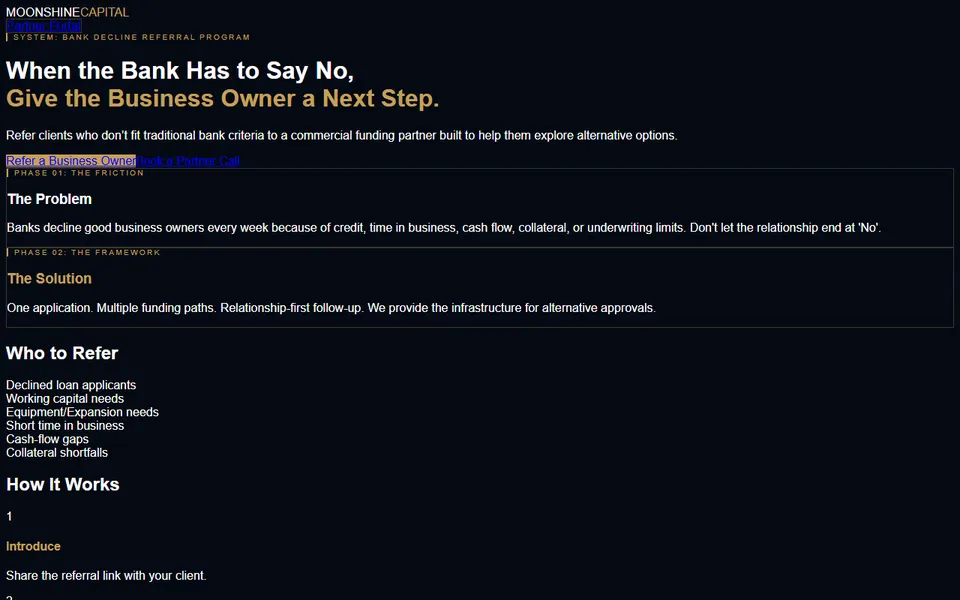 MOONSHINECAPITAL
Partner Portal
SYSTEM: BANK DECLINE REFERRAL PROGRAM
When the Bank Has to Say No,
Give the Business Owner a Next Step.
Refer clients who don't fit traditional bank criteria to a commercial funding partner built to help them explore alternative options.
Refer a Business Owner Book a Partner Call
PHASE 01: THE FRICTION
The Problem
Banks decline good business owners every week because of credit, time in business, cash flow, collateral, or underwriting limits. Don't let the relationship end at 'No'.
PHASE 02: THE FRAMEWORK
The Solution
One application. Multiple funding paths. Relationship-first follow-up. We provide the infrastructure for alternative approvals.
Who to Refer
Declined loan applicants
Working capital needs
Equipment/Expansion needs
Short time in business
Cash-flow gaps
Collateral shortfalls
How It Works
1
Introduce
Share the referral link with your client.
2